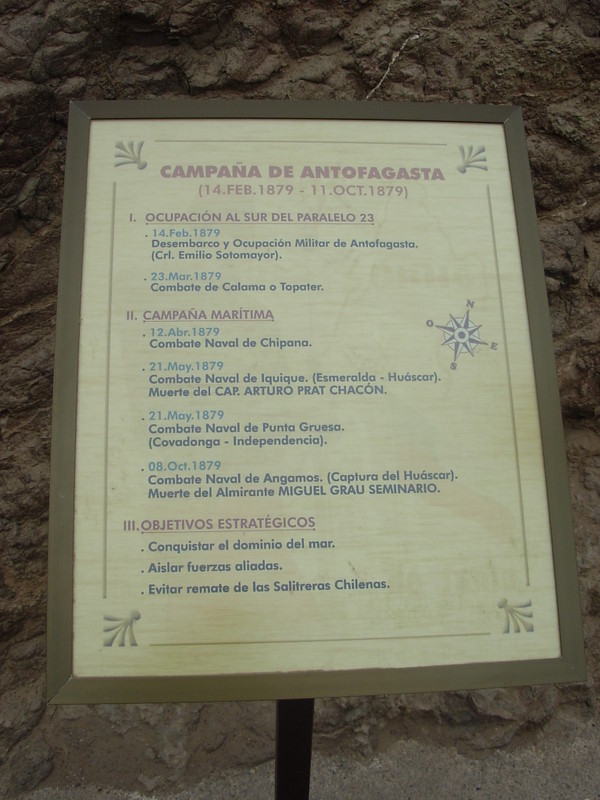 CAMPAÑA DE ANTOFAGASTA
(14.FEB.1879 - 11.OCT.1879)
I. OCUPACIÓN AL SUR DEL PARALELO 23
. 14.Feb.1879
Desembarco y Ocupación Militar de Antofagasta.
(Crl. Emilio Sotomayor).
. 23.Mar.1879
Combate de Calama o Topater.
II. CAMPAÑA MARÍTIMA
. 12.Abr.1879
Combate Naval de Chipana.
. 21.May.1879
Combate Naval de Iquique. (Esmeralda - Huáscar).
Muerte del CAP. ARTURO PRAT CHACÓN.
. 21.May.1879
Combate Naval de Punta Gruesa.
(Covadonga - Independencia).
. 08.Oct.1879
Combate Naval de Angamos. (Captura del Huáscar).
Muerte del Almirante MIGUEL GRAU SEMINARIO.
III. OBJETIVOS ESTRATÉGICOS
. Conquistar el dominio del mar.
. Aislar fuerzas aliadas.
. Evitar remate de las Salitreras Chilenas.
N
O
E
S